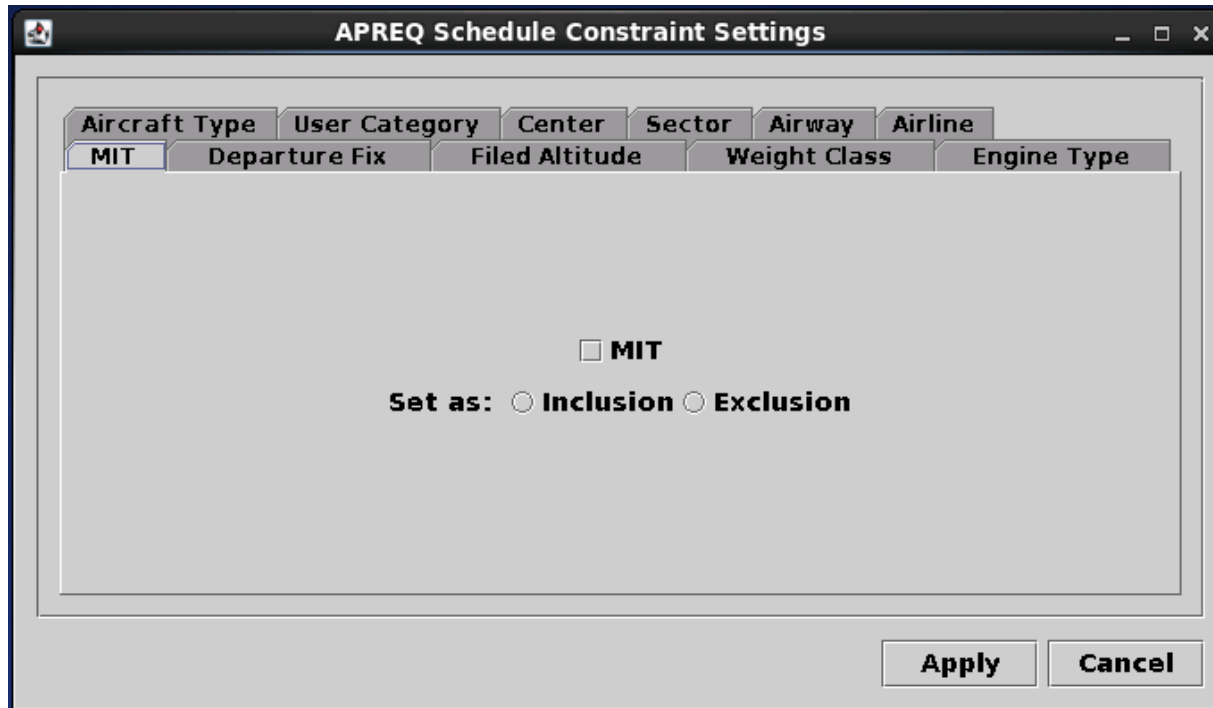 APREQ Schedule Constraint Settings
Aircraft Type User Category Center Sector Airway Airline
MIT Departure Fix Filed Altitude Weight Class Engine Type
MIT
Set as: Inclusion Exclusion
Apply Cancel